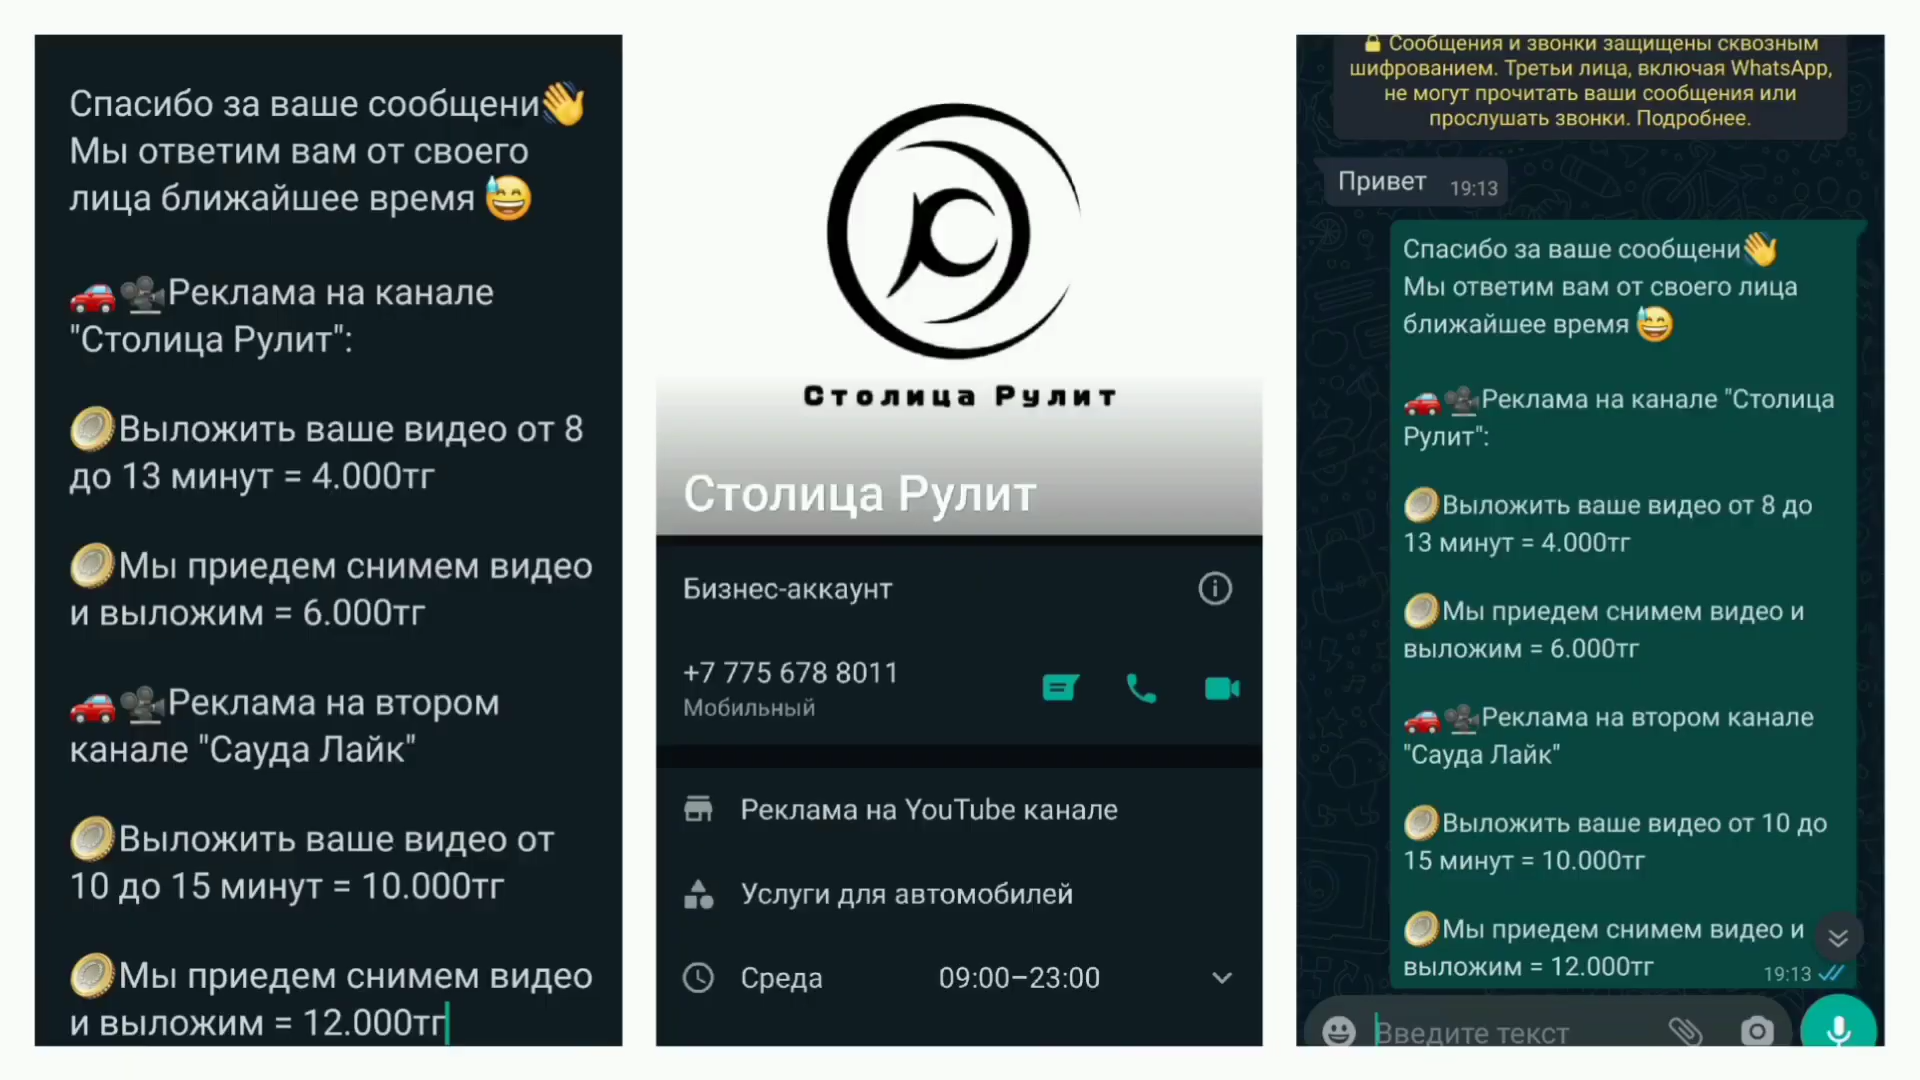 Спасибо за ваше сообщени👋
Мы ответим вам от своего
лица ближайшее время 😅
🚗🎥Реклама на канале
"Столица Рулит":
🪙Выложить ваше видео от 8
до 13 минут = 4.000тг
🪙Мы приедем снимем видео
и выложим = 6.000тг
🚗🎥Реклама на втором
канале "Сауда Лайк"
🪙Выложить ваше видео от
10 до 15 минут = 10.000тг
🪙Мы приедем снимем видео
и выложим = 12.000тг
Столица Рулит
Столица Рулит
Бизнес-аккаунт
+7 775 678 8011
Мобильный
Реклама на YouTube канале
Услуги для автомобилей
Среда 09:00–23:00
🔒 Сообщения и звонки защищены сквозным
шифрованием. Третьи лица, включая WhatsApp,
не могут прочитать ваши сообщения или
прослушать звонки. Подробнее.
Привет 19:13
Спасибо за ваше сообщени👋
Мы ответим вам от своего лица
ближайшее время 😅
🚗🎥Реклама на канале "Столица
Рулит":
🪙Выложить ваше видео от 8 до
13 минут = 4.000тг
🪙Мы приедем снимем видео и
выложим = 6.000тг
🚗🎥Реклама на втором канале
"Сауда Лайк"
🪙Выложить ваше видео от 10 до
15 минут = 10.000тг
🪙Мы приедем снимем видео и
выложим = 12.000тг 19:13
Введите текст